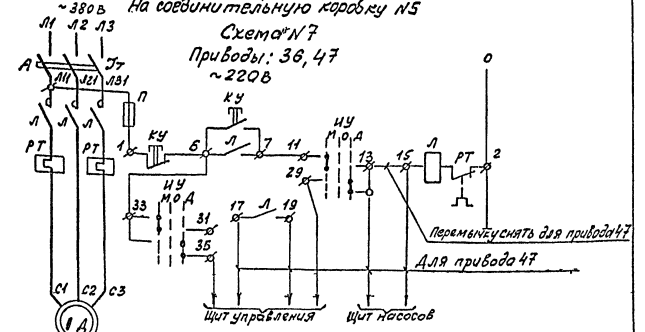 ~380В
На соединительную коробку N5
Л1 Л2 Л3
Схема N7
Приводы: 36, 47
~220В
А
Л11 Л21 Л31
П
КУ
О
Л Л Л
РТ РТ
1
КУ
6
Л
7
11
ИУ
М О Д
29
13
15
Л
РТ
2
33
ИУ
М О Д
31
35
17
Л
19
Перемычку снять для привода 47
Для привода 47
С1 С2 С3
Д
Щит управления
Щит насосов